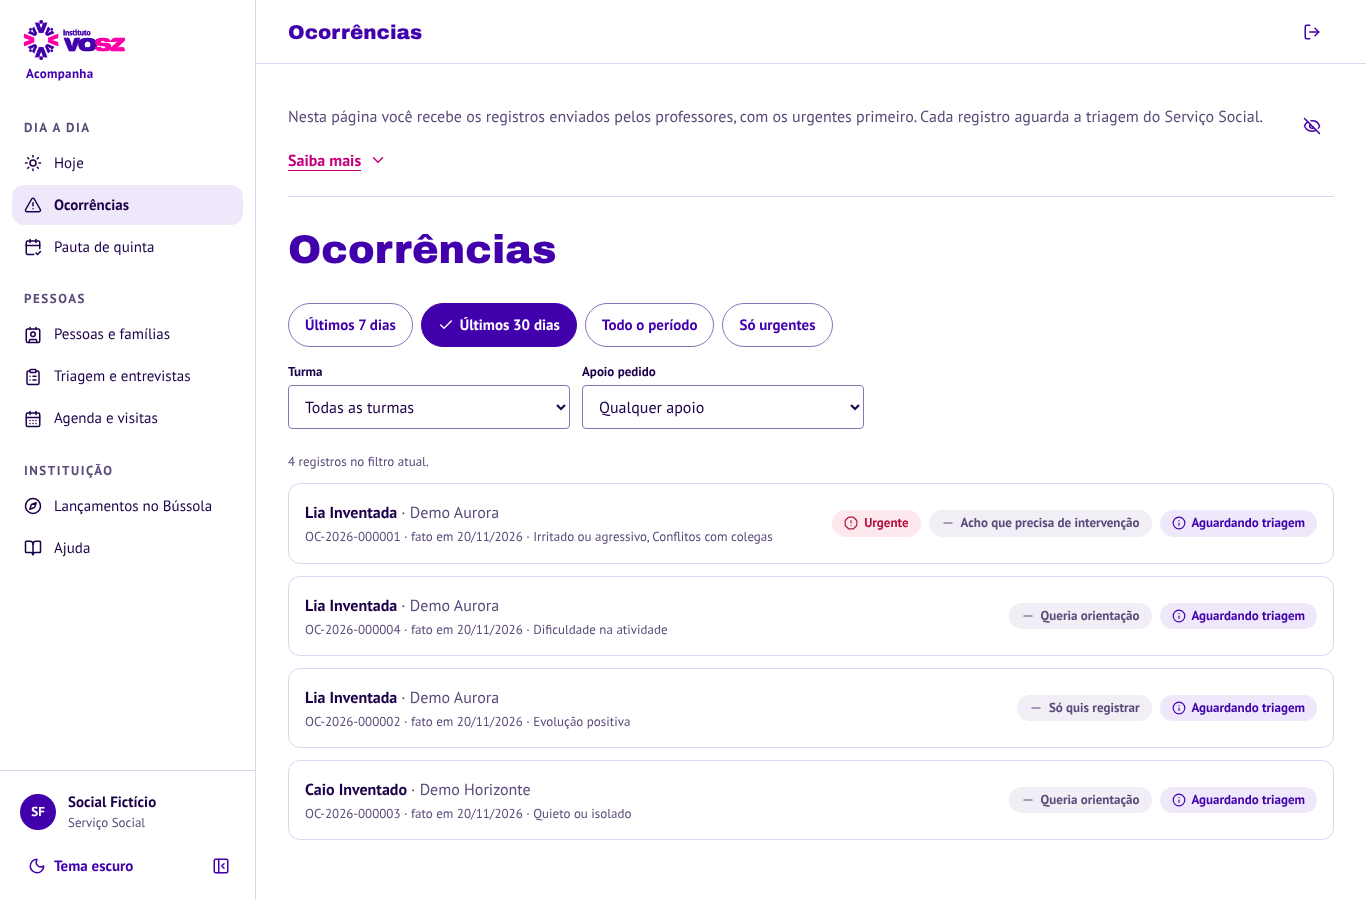 Instituto
VOSZ
Acompanha
DIA A DIA
Hoje
Ocorrências
Pauta de quinta
PESSOAS
Pessoas e famílias
Triagem e entrevistas
Agenda e visitas
INSTITUIÇÃO
Lançamentos no Bússola
Ajuda
SF
Social Fictício
Serviço Social
Tema escuro
Ocorrências
Nesta página você recebe os registros enviados pelos professores, com os urgentes primeiro. Cada registro aguarda a triagem do Serviço Social.
Saiba mais
Ocorrências
Últimos 7 dias
Últimos 30 dias
Todo o período
Só urgentes
Turma
Apoio pedido
Todas as turmas
Qualquer apoio
4 registros no filtro atual.
Lia Inventada · Demo Aurora
OC-2026-000001 · fato em 20/11/2026 · Irritado ou agressivo, Conflitos com colegas
Urgente
Acho que precisa de intervenção
Aguardando triagem
Lia Inventada · Demo Aurora
OC-2026-000004 · fato em 20/11/2026 · Dificuldade na atividade
Queria orientação
Aguardando triagem
Lia Inventada · Demo Aurora
OC-2026-000002 · fato em 20/11/2026 · Evolução positiva
Só quis registrar
Aguardando triagem
Caio Inventado · Demo Horizonte
OC-2026-000003 · fato em 20/11/2026 · Quieto ou isolado
Queria orientação
Aguardando triagem